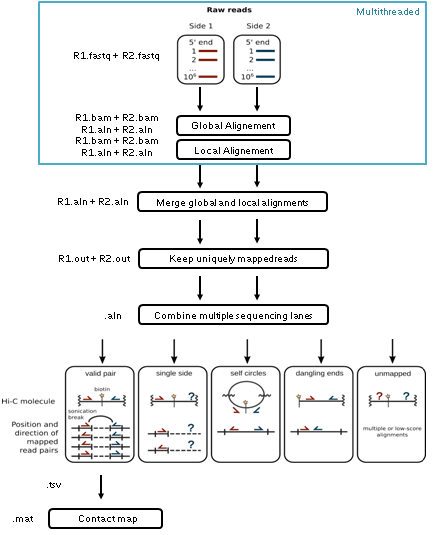 Raw reads
Multithreaded
Side 1 Side 2
5' end 5' end
R1.fastq + R2.fastq
1 1
2 2
... ...
10⁶ 10⁶
R1.bam + R2.bam
R1.aln + R2.aln
Global Alignement
R1.bam + R2.bam
R1.aln + R2.aln
Local Alignement
R1.aln + R2.aln
Merge global and local alignments
R1.out + R2.out
Keep uniquely mappedreads
.aln
Combine multiple sequencing lanes
valid pair single side self circles dangling ends unmapped
biotin
Hi-C molecule
? ? ?
sonication
break
Position and
direction of
mapped
read pairs
?
?
multiple or low-score
alignments
.tsv
.mat
Contact map